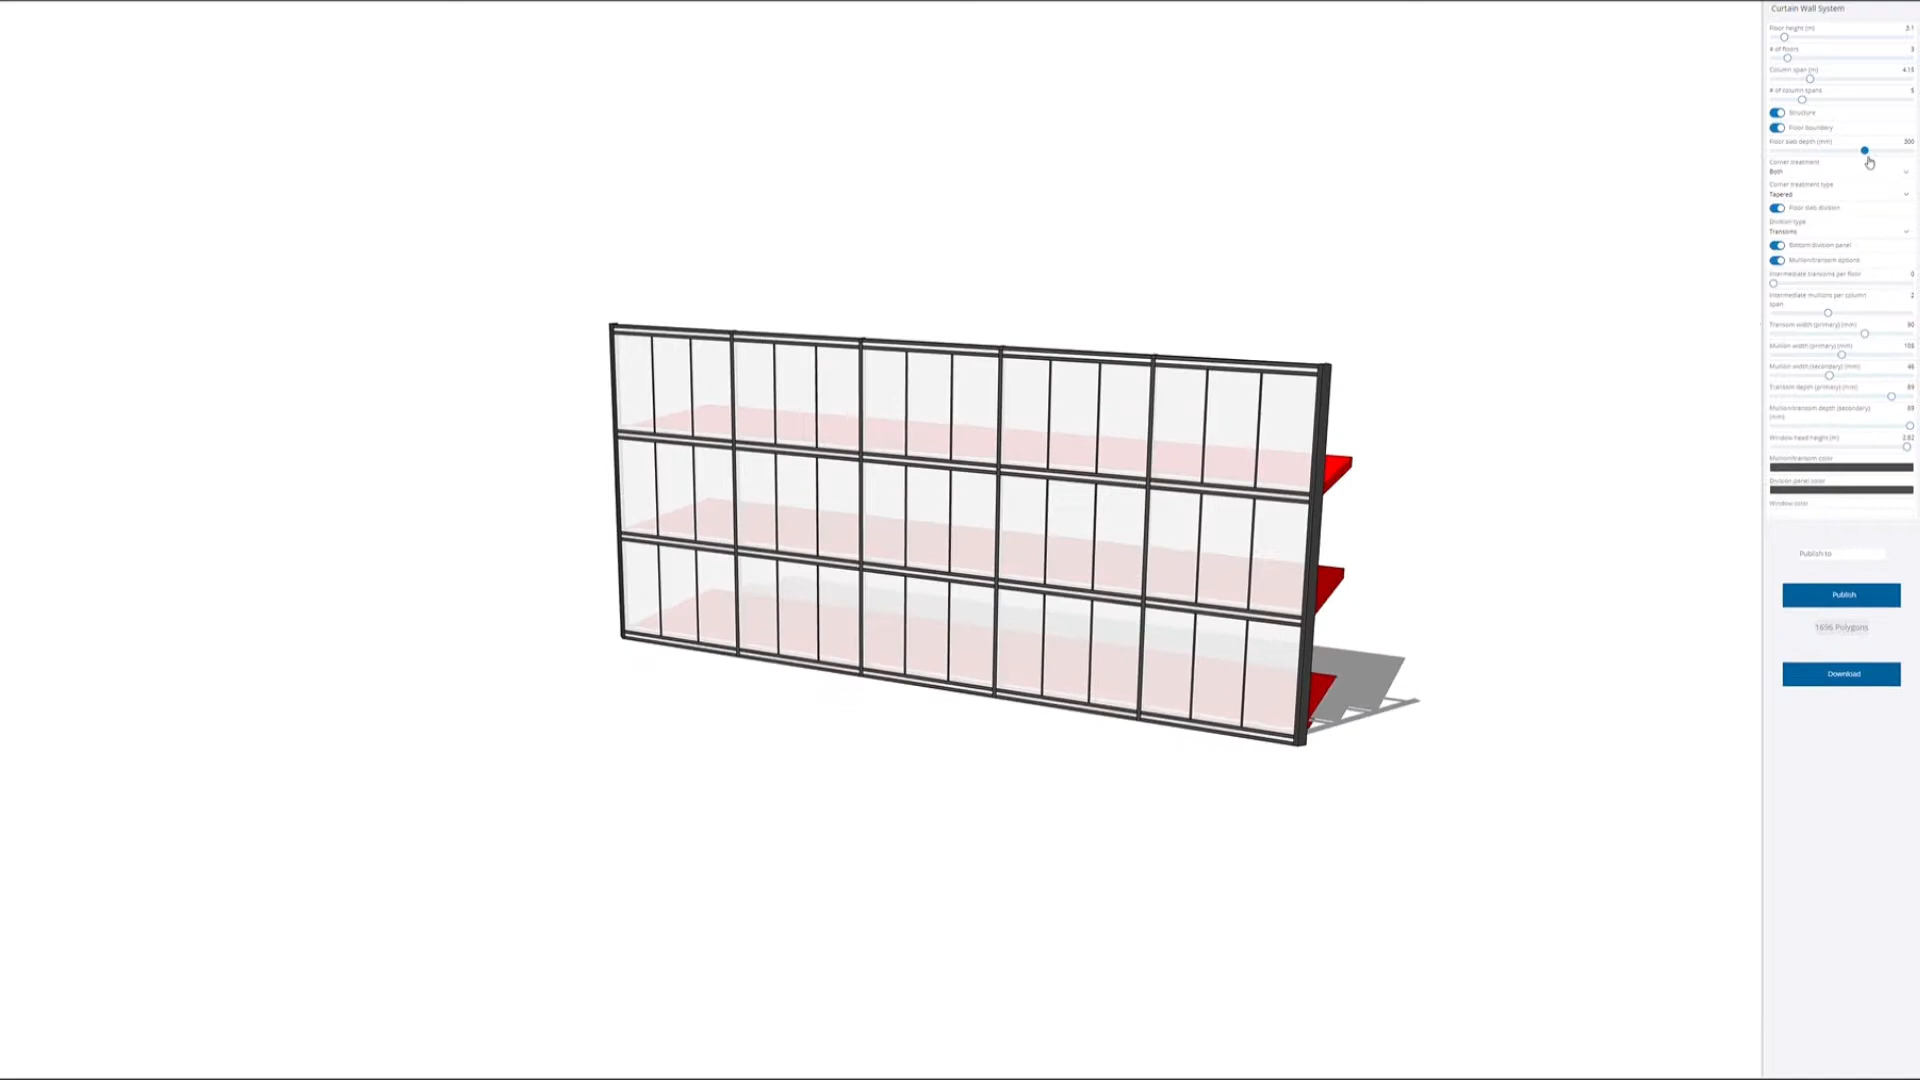 Curtain Wall System
Floor height (m) 3.1
# of floors 3
Column span (m) 4.15
# of column spans 5
Structure
Floor boundary
Floor slab depth (mm) 300
Corner treatment
Both
Corner treatment type
Tapered
Floor slab division
Division type
Transoms
Bottom division panel
Mullion/transom options
Intermediate transoms per floor 0
Intermediate mullions per column 2
span
Transom width (primary) (mm) 90
Mullion width (primary) (mm) 105
Mullion width (secondary) (mm) 46
Transom depth (primary) (mm) 89
Mullion/transom depth (secondary) 89
(mm)
Window head height (m) 2.82
Mullion/transom color
Division panel color
Window color
Publish to
Publish
1696 Polygons
Download